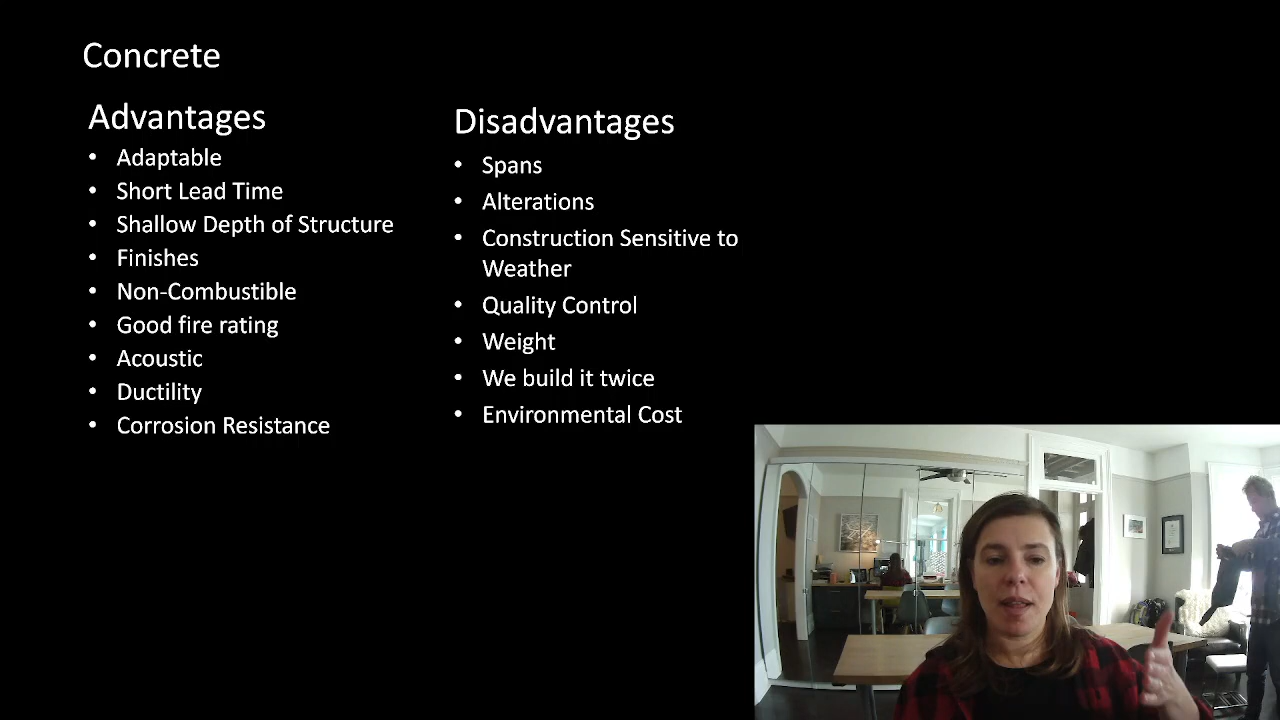 Concrete
Advantages
• Adaptable
• Short Lead Time
• Shallow Depth of Structure
• Finishes
• Non-Combustible
• Good fire rating
• Acoustic
• Ductility
• Corrosion Resistance
Disadvantages
• Spans
• Alterations
• Construction Sensitive to
Weather
• Quality Control
• Weight
• We build it twice
• Environmental Cost